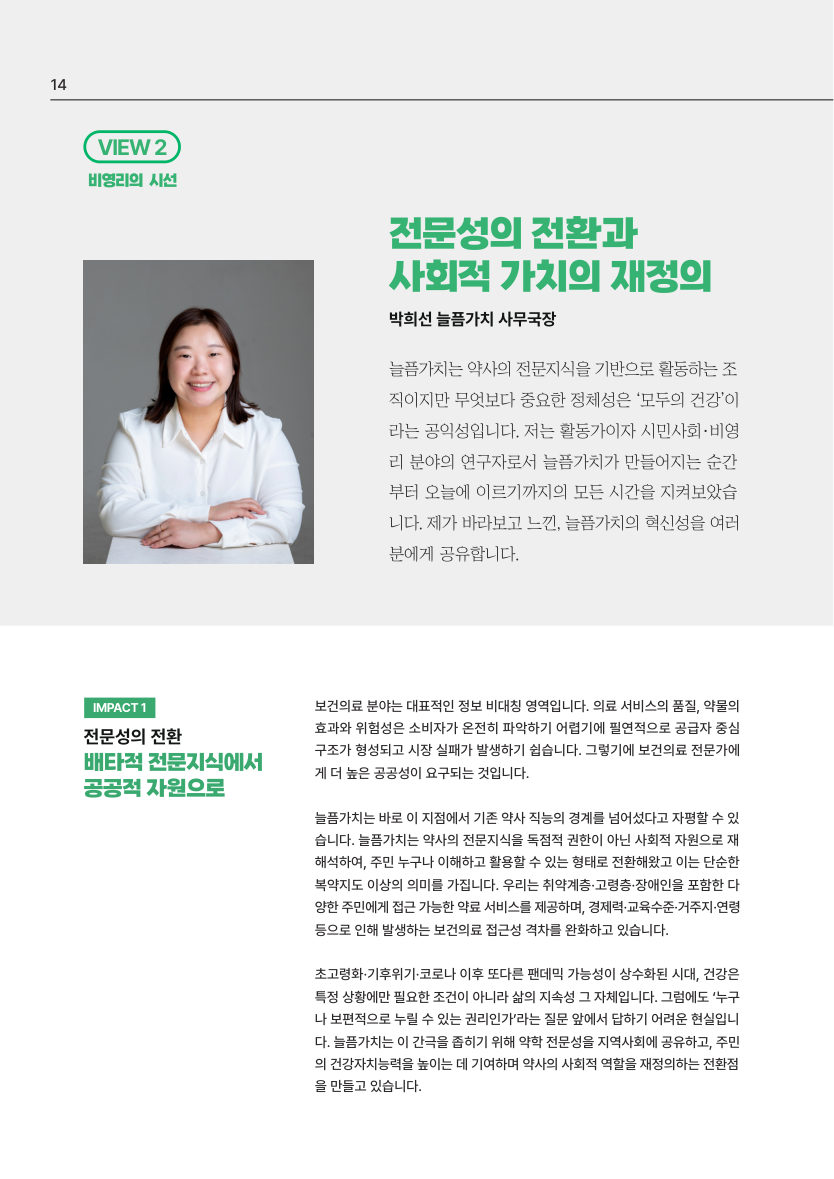 14
VIEW 2
비영리의 시선
전문성의 전환과
사회적 가치의 재정의
박희선 늘픔가치 사무국장
늘픔가치는 약사의 전문지식을 기반으로 활동하는 조
직이지만 무엇보다 중요한 정체성은 ‘모두의 건강’이
라는 공익성입니다. 저는 활동가이자 시민사회·비영
리 분야의 연구자로서 늘픔가치가 만들어지는 순간
부터 오늘에 이르기까지의 모든 시간을 지켜보았습
니다. 제가 바라보고 느낀, 늘픔가치의 혁신성을 여러
분에게 공유합니다.
IMPACT 1
전문성의 전환
배타적 전문지식에서
공공적 자원으로
보건의료 분야는 대표적인 정보 비대칭 영역입니다. 의료 서비스의 품질, 약물의
효과와 위험성은 소비자가 온전히 파악하기 어렵기에 필연적으로 공급자 중심
구조가 형성되고 시장 실패가 발생하기 쉽습니다. 그렇기에 보건의료 전문가에
게 더 높은 공공성이 요구되는 것입니다.
늘픔가치는 바로 이 지점에서 기존 약사 직능의 경계를 넘어섰다고 자평할 수 있
습니다. 늘픔가치는 약사의 전문지식을 독점적 권한이 아닌 사회적 자원으로 재
해석하여, 주민 누구나 이해하고 활용할 수 있는 형태로 전환해왔고 이는 단순한
복약지도 이상의 의미를 가집니다. 우리는 취약계층·고령층·장애인을 포함한 다
양한 주민에게 접근 가능한 약료 서비스를 제공하며, 경제력·교육수준·거주지·연령
등으로 인해 발생하는 보건의료 접근성 격차를 완화하고 있습니다.
초고령화·기후위기·코로나 이후 또다른 팬데믹 가능성이 상수화된 시대, 건강은
특정 상황에만 필요한 조건이 아니라 삶의 지속성 그 자체입니다. 그럼에도 ‘누구
나 보편적으로 누릴 수 있는 권리인가’라는 질문 앞에서 답하기 어려운 현실입니
다. 늘픔가치는 이 간극을 좁히기 위해 약학 전문성을 지역사회에 공유하고, 주민
의 건강자치능력을 높이는 데 기여하며 약사의 사회적 역할을 재정의하는 전환점
을 만들고 있습니다.